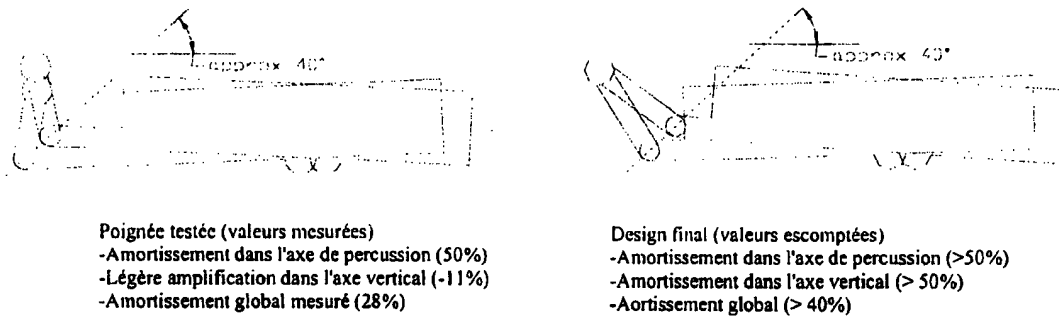 approx 40°
approx 40°
Poignée testée (valeurs mesurées)
-Amortissement dans l'axe de percussion (50%)
-Légère amplification dans l'axe vertical (-11%)
-Amortissement global mesuré (28%)
Design final (valeurs escomptées)
-Amortissement dans l'axe de percussion (>50%)
-Amortissement dans l'axe vertical (> 50%)
-Aortissement global (> 40%)